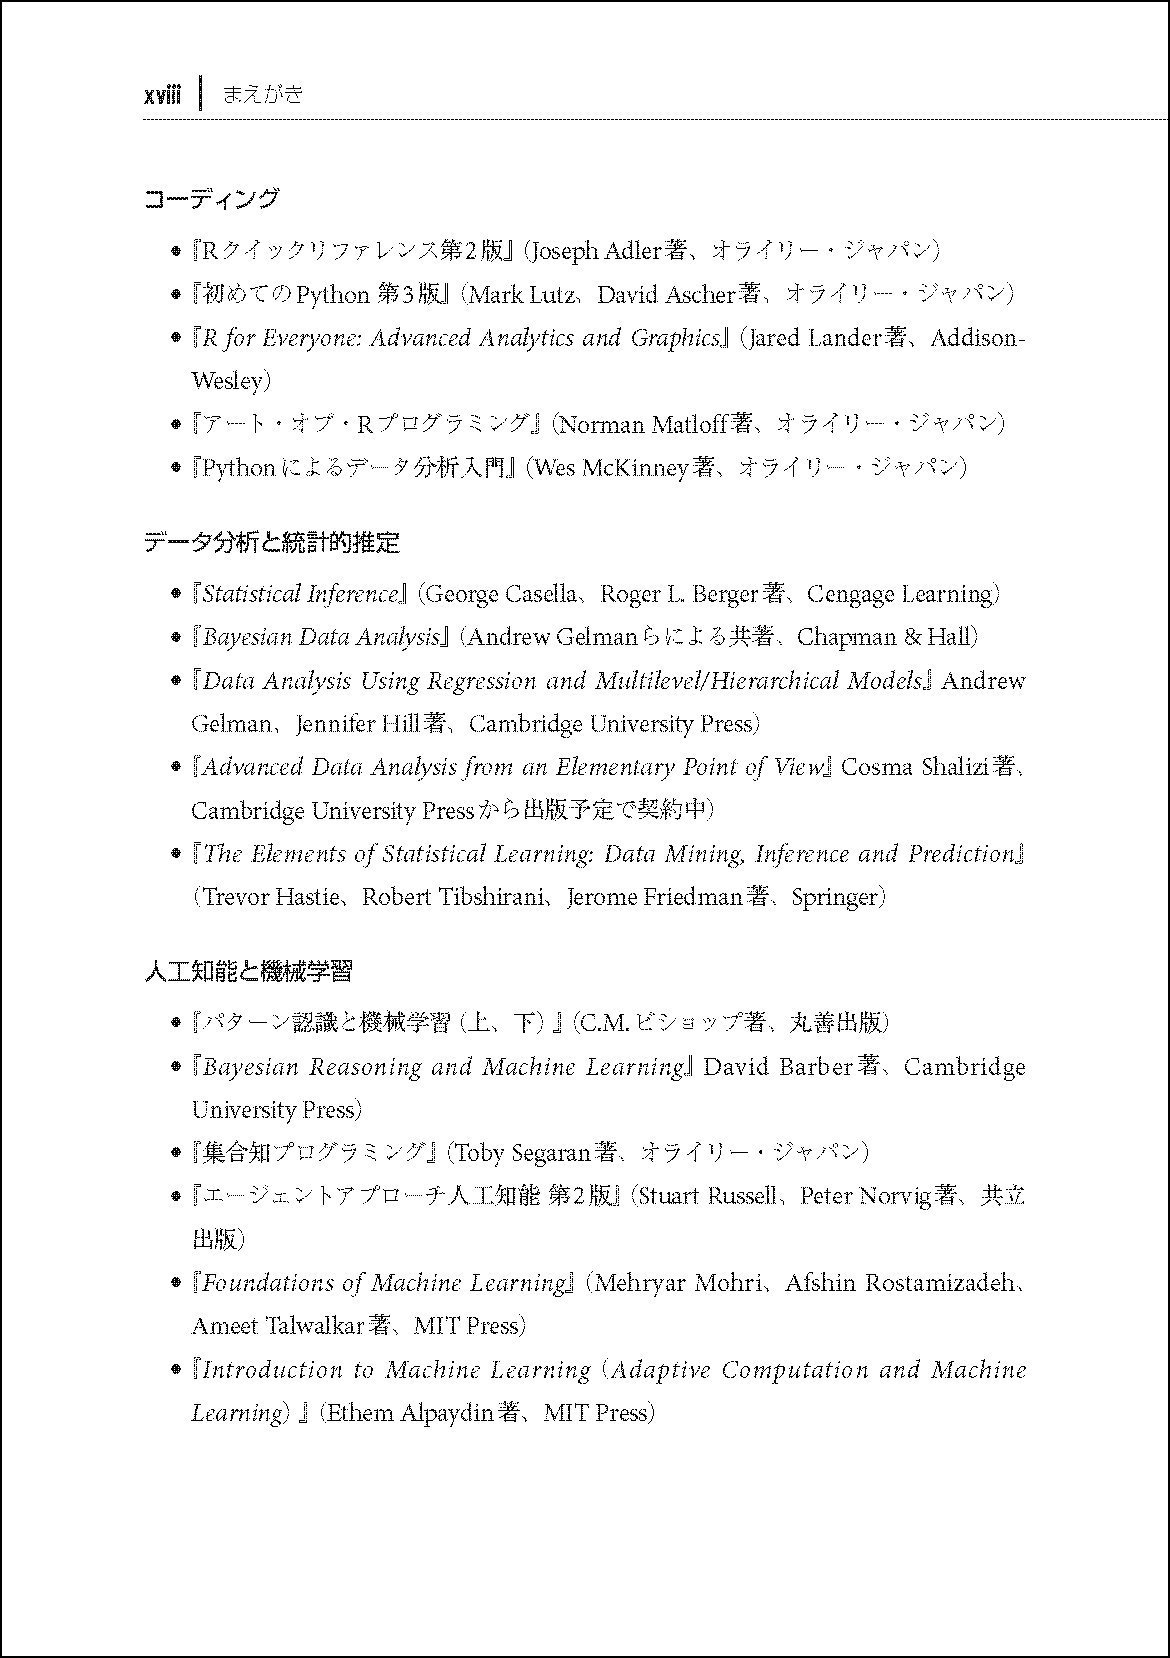 xviii まえがき
コーディング
●『Rクイックリファレンス第2版』（Joseph Adler著、オライリー・ジャパン）
●『初めてのPython 第3版』（Mark Lutz、David Ascher著、オライリー・ジャパン）
●『R for Everyone: Advanced Analytics and Graphics』（Jared Lander著、Addison-
Wesley）
●『アート・オブ・Rプログラミング』（Norman Matloff著、オライリー・ジャパン）
●『Pythonによるデータ分析入門』（Wes McKinney著、オライリー・ジャパン）
データ分析と統計的推定
●『Statistical Inference』（George Casella、Roger L. Berger著、Cengage Learning）
●『Bayesian Data Analysis』（Andrew Gelmanらによる共著、Chapman & Hall）
●『Data Analysis Using Regression and Multilevel/Hierarchical Models』Andrew
Gelman、Jennifer Hill著、Cambridge University Press）
●『Advanced Data Analysis from an Elementary Point of View』Cosma Shalizi著、
Cambridge University Pressから出版予定で契約中）
●『The Elements of Statistical Learning: Data Mining, Inference and Prediction』
（Trevor Hastie、Robert Tibshirani、Jerome Friedman著、Springer）
人工知能と機械学習
●『パターン認識と機械学習（上、下）』（C.M.ビショップ著、丸善出版）
●『Bayesian Reasoning and Machine Learning』David Barber著、Cambridge
University Press）
●『集合知プログラミング』（Toby Segaran著、オライリー・ジャパン）
●『エージェントアプローチ人工知能 第2版』（Stuart Russell、Peter Norvig著、共立
出版）
●『Foundations of Machine Learning』（Mehryar Mohri、Afshin Rostamizadeh、
Ameet Talwalkar著、MIT Press）
●『Introduction to Machine Learning（Adaptive Computation and Machine
Learning）』（Ethem Alpaydin著、MIT Press）